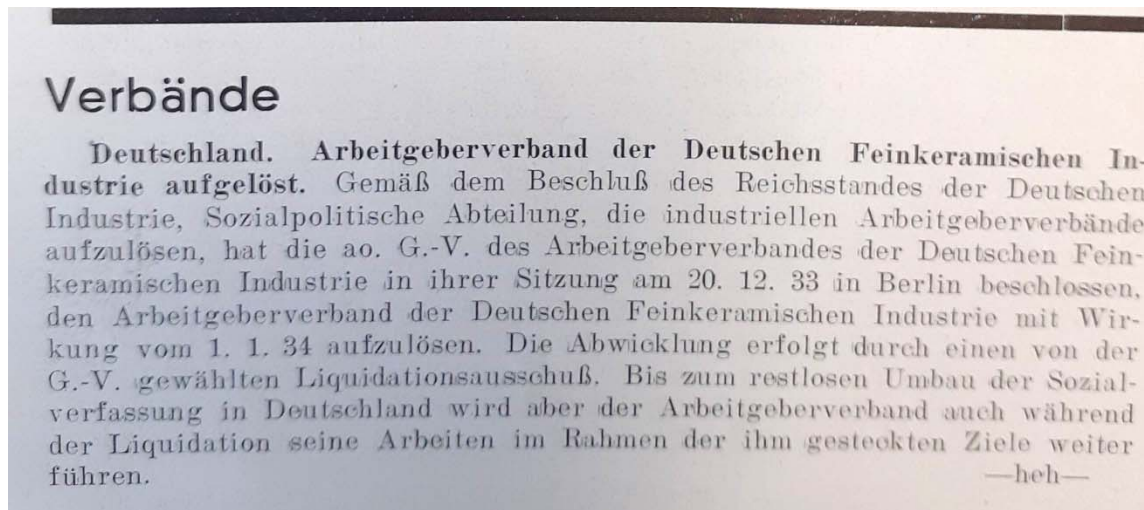 Verbände
Deutschland. Arbeitgeberverband der Deutschen Feinkeramischen In-
dustrie aufgelöst. Gemäß dem Beschluß des Reichsstandes der Deutschen
Industrie, Sozialpolitische Abteilung, die industriellen Arbeitgeberverbände
aufzulösen, hat die ao. G.-V. des Arbeitgeberverbandes der Deutschen Fein-
keramischen Industrie in ihrer Sitzung am 20. 12. 33 in Berlin beschlossen,
den Arbeitgeberverband der Deutschen Feinkeramischen Industrie mit Wir-
kung vom 1. 1. 34 aufzulösen. Die Abwicklung erfolgt durch einen von der
G.-V. gewählten Liquidationsausschuß. Bis zum restlosen Umbau der Sozial-
verfassung in Deutschland wird aber der Arbeitgeberverband auch während
der Liquidation seine Arbeiten im Rahmen der ihm gesteckten Ziele weiter
führen. —heh—